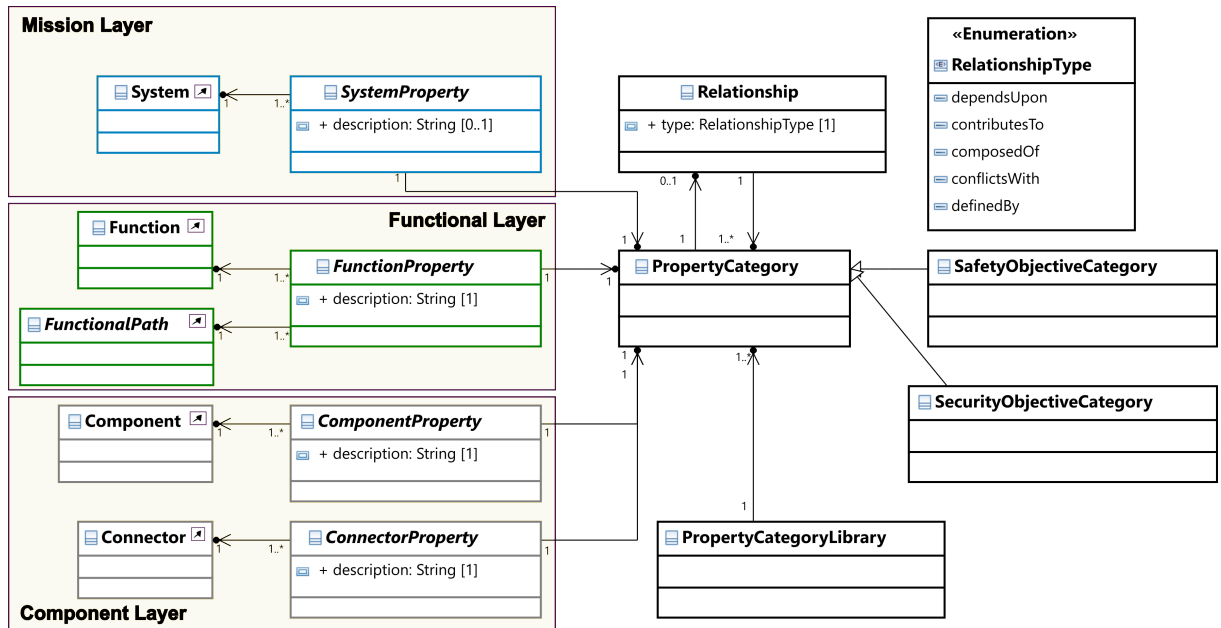 Mission Layer
System
1
1..*
SystemProperty
+ description: String [0..1]
1
Relationship
+ type: RelationshipType [1]
0..1
1
«Enumeration»
RelationshipType
dependsUpon
contributesTo
composedOf
conflictsWith
definedBy
Functional Layer
Function
1
1..*
FunctionProperty
+ description: String [1]
1
FunctionalPath
1
1..*
1
1
1..*
PropertyCategory
1
1
1
1..*
SafetyObjectiveCategory
SecurityObjectiveCategory
Component
1
1..*
ComponentProperty
+ description: String [1]
1
Connector
1
1..*
ConnectorProperty
+ description: String [1]
1
1
PropertyCategoryLibrary
Component Layer